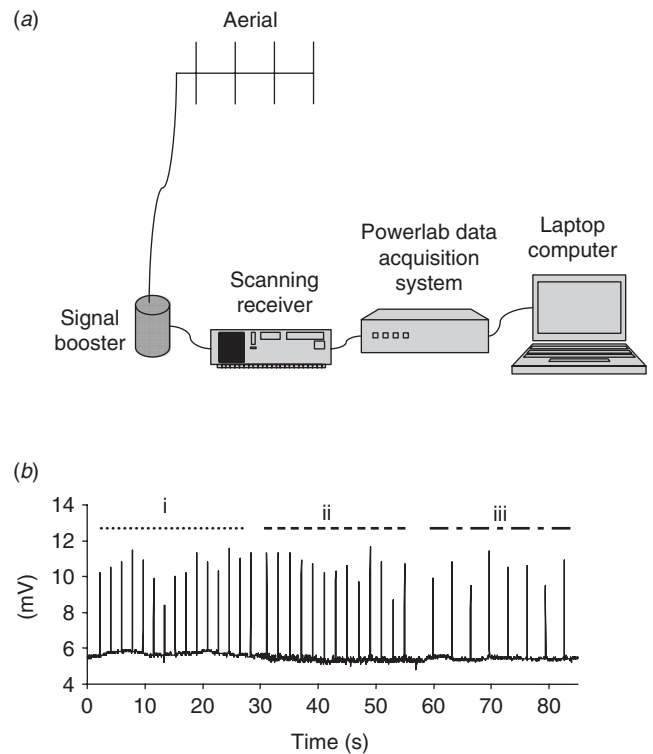 (a)
Aerial
Signal
booster
Scanning
receiver
Powerlab data
acquisition
system
Laptop
computer
(b)
14
12
10
8
6
4
(mV)
i
ii
iii
0 10 20 30 40 50 60 70 80
Time (s)